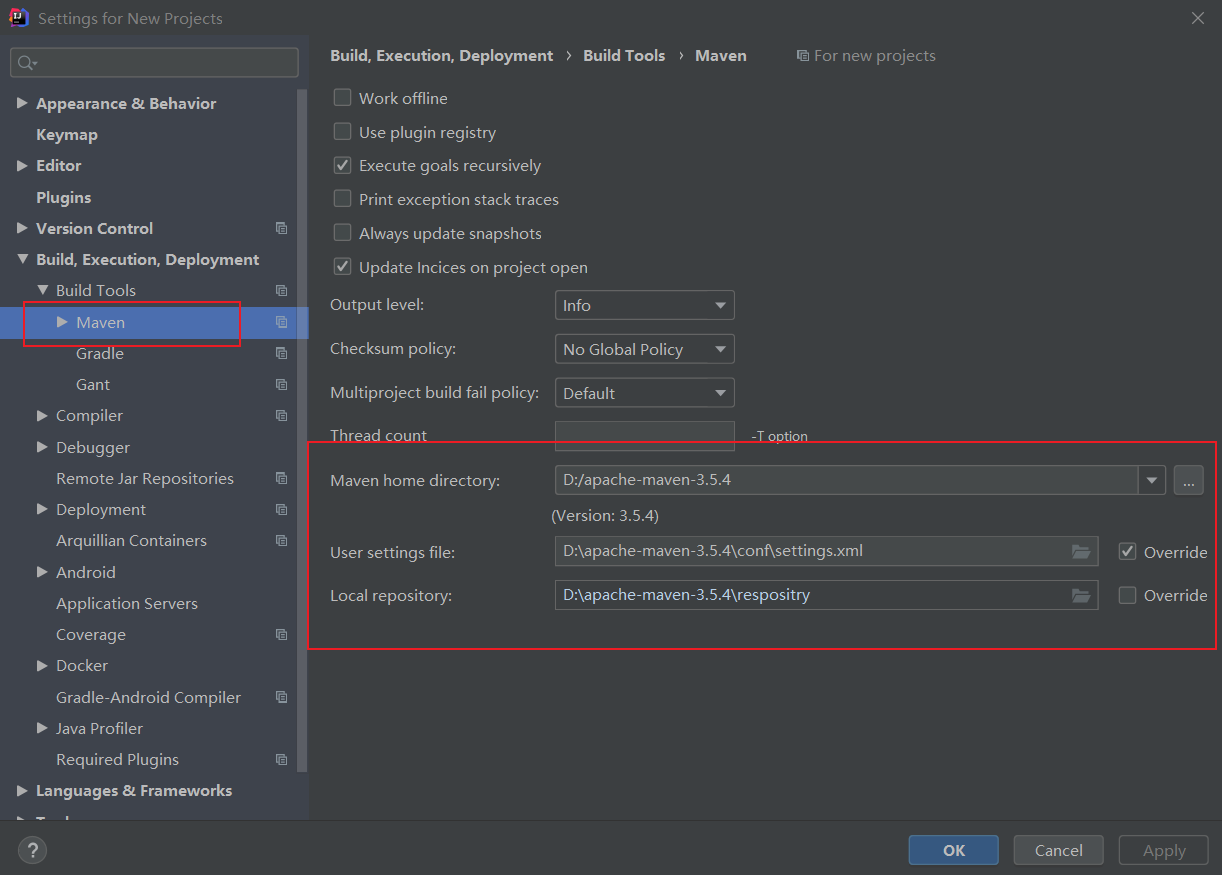 Settings for New Projects
Build, Execution, Deployment › Build Tools › Maven For new projects
Appearance & Behavior
Keymap
Editor
Plugins
Version Control
Build, Execution, Deployment
Build Tools
Maven
Gradle
Gant
Compiler
Debugger
Remote Jar Repositories
Deployment
Arquillian Containers
Android
Application Servers
Coverage
Docker
Gradle-Android Compiler
Java Profiler
Required Plugins
Languages & Frameworks
Work offline
Use plugin registry
Execute goals recursively
Print exception stack traces
Always update snapshots
Update Incices on project open
Output level: Info
Checksum policy: No Global Policy
Multiproject build fail policy: Default
Thread count -T option
Maven home directory: D:/apache-maven-3.5.4 ...
(Version: 3.5.4)
User settings file: D:\apache-maven-3.5.4\conf\settings.xml Override
Local repository: D:\apache-maven-3.5.4\respositry Override
? OK Cancel Apply